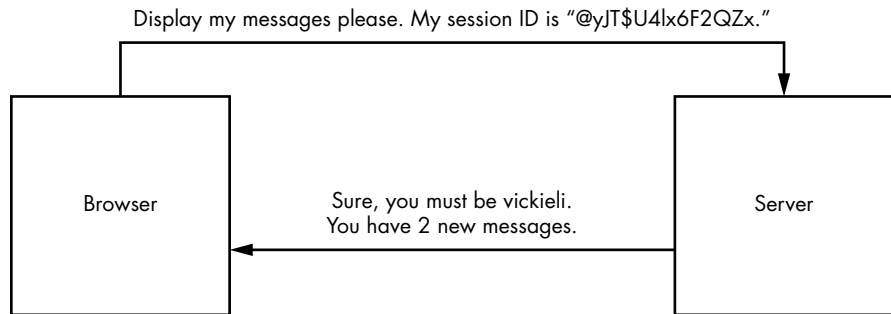 Display my messages please. My session ID is “@yJT$U4lx6F2QZx.”
Browser
Sure, you must be vickieli.
You have 2 new messages.
Server